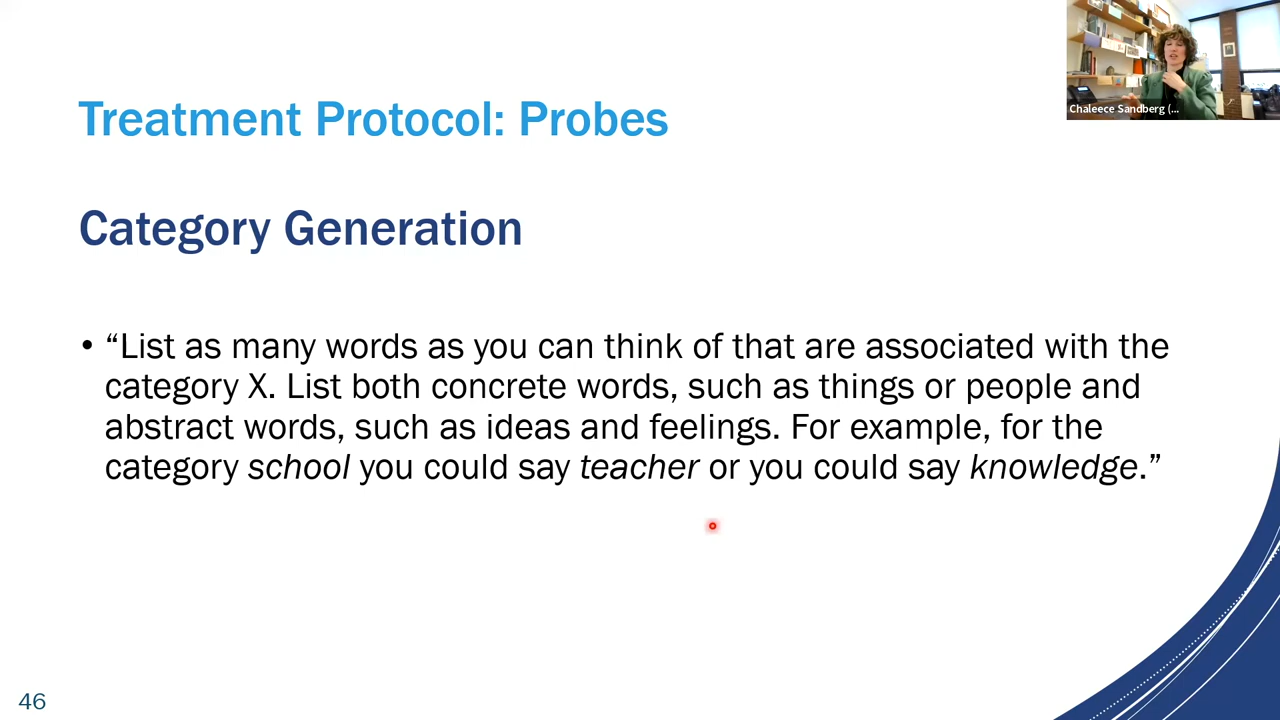 Chaleece Sandberg (...
Treatment Protocol: Probes
Category Generation
• “List as many words as you can think of that are associated with the
category X. List both concrete words, such as things or people and
abstract words, such as ideas and feelings. For example, for the
category school you could say teacher or you could say knowledge.”
46